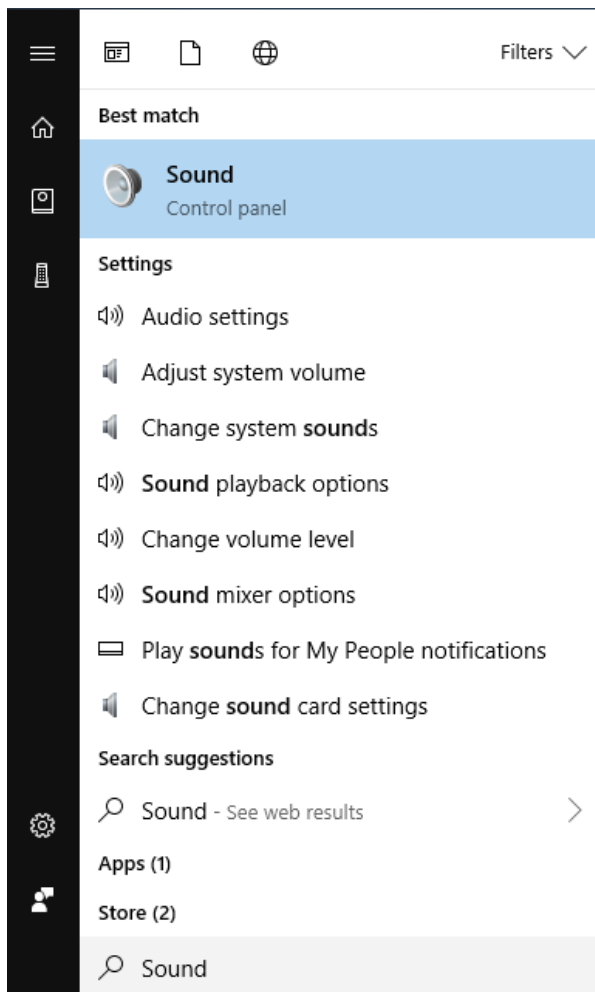 Filters
Best match
Sound
Control panel
Settings
Audio settings
Adjust system volume
Change system sounds
Sound playback options
Change volume level
Sound mixer options
Play sounds for My People notifications
Change sound card settings
Search suggestions
Sound - See web results
Apps (1)
Store (2)
Sound